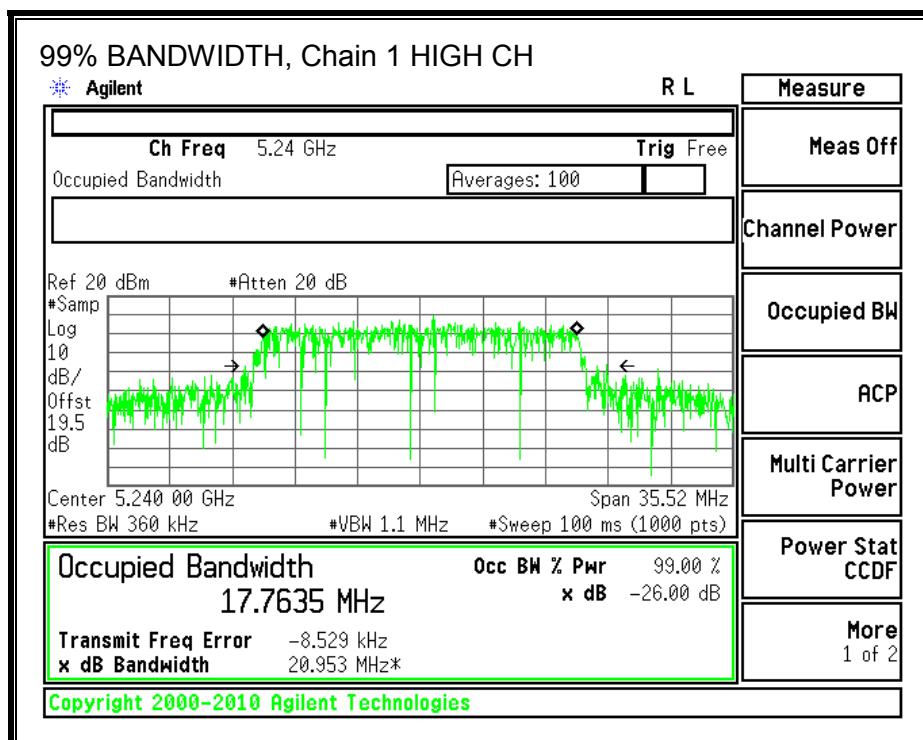 99% BANDWIDTH, Chain 1 HIGH CH
Agilent R L
Measure
Ch Freq 5.24 GHz Trig Free
Meas Off
Occupied Bandwidth Averages: 100
Channel Power
Ref 20 dBm #Atten 20 dB
#Samp
Log
10
dB/
Offst
19.5
dB
Occupied BW
ACP
Multi Carrier
Power
Center 5.240 00 GHz Span 35.52 MHz
#Res BW 360 kHz #VBW 1.1 MHz #Sweep 100 ms (1000 pts)
Power Stat
CCDF
Occupied Bandwidth Occ BW % Pwr 99.00 %
17.7635 MHz x dB -26.00 dB
Transmit Freq Error -8.529 kHz
x dB Bandwidth 20.953 MHz*
More
1 of 2
Copyright 2000-2010 Agilent Technologies